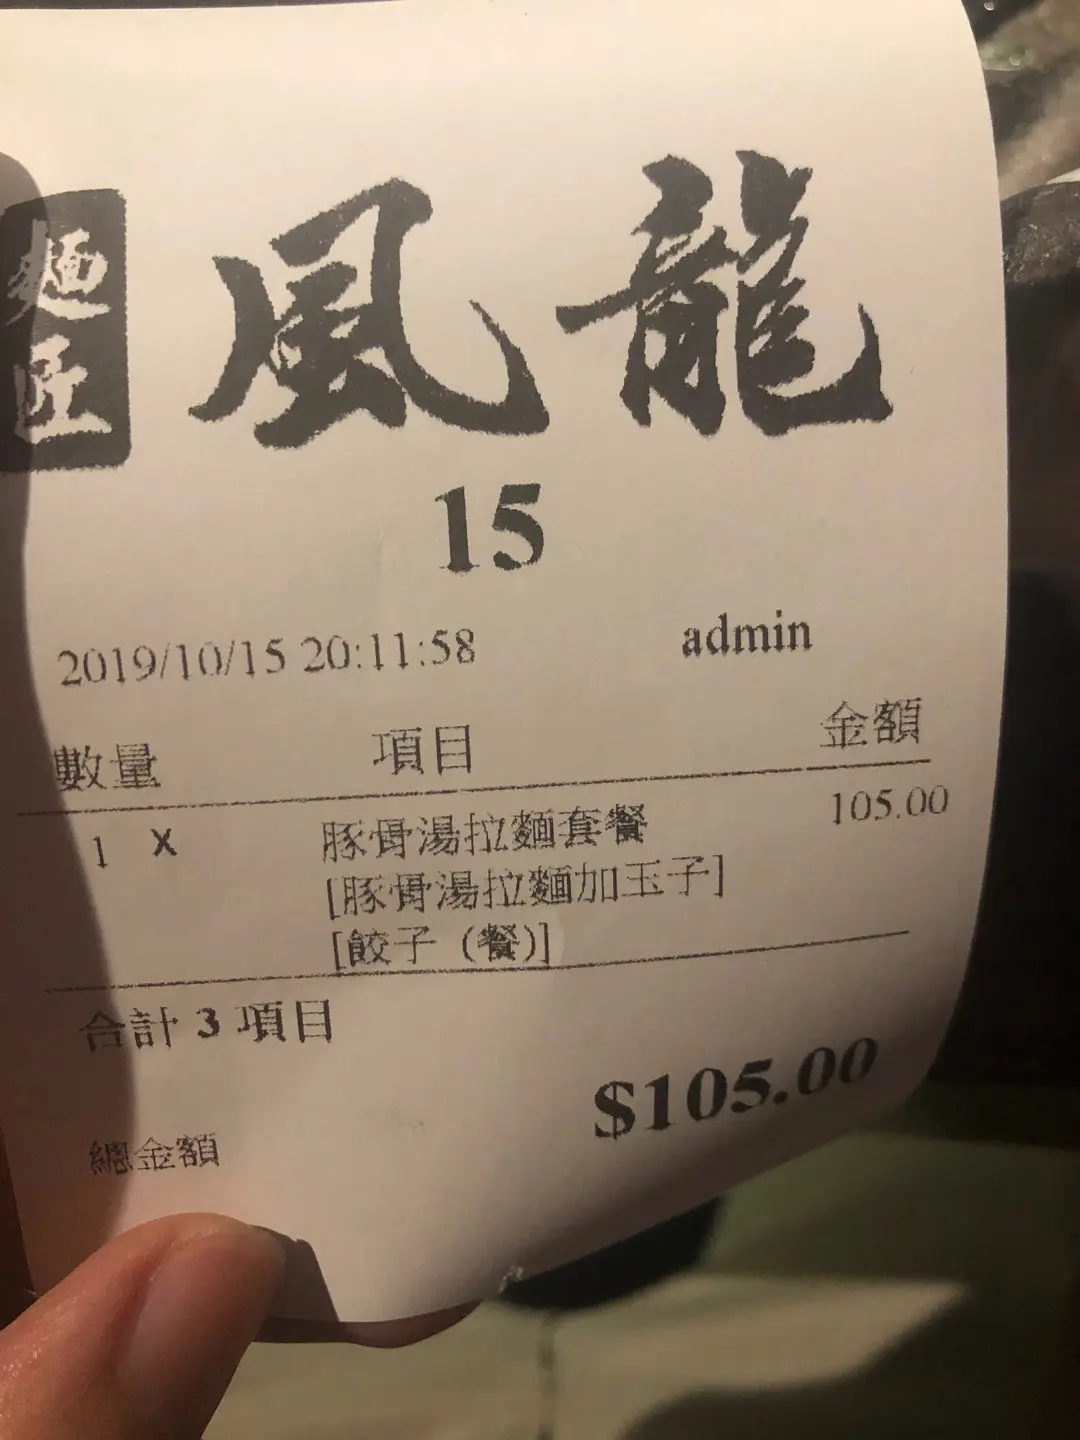 麵匠 風龍
15
2019/10/15 20:11:58 admin
數量 項目 金額
1 X 豚骨湯拉麵套餐 105.00
[豚骨湯拉麵加玉子]
[餃子 (餐)]
合計 3 項目
$105.00
總金額